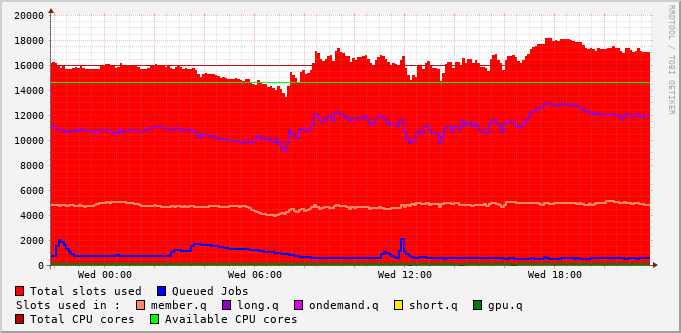 20000
18000
16000
14000
12000
10000
8000
6000
4000
2000
0
Wed 00:00 Wed 06:00 Wed 12:00 Wed 18:00
RRDTOOL / TOBI OETIKER
Total slots used Queued Jobs
Slots used in : member.q long.q ondemand.q short.q gpu.q
Total CPU cores Available CPU cores